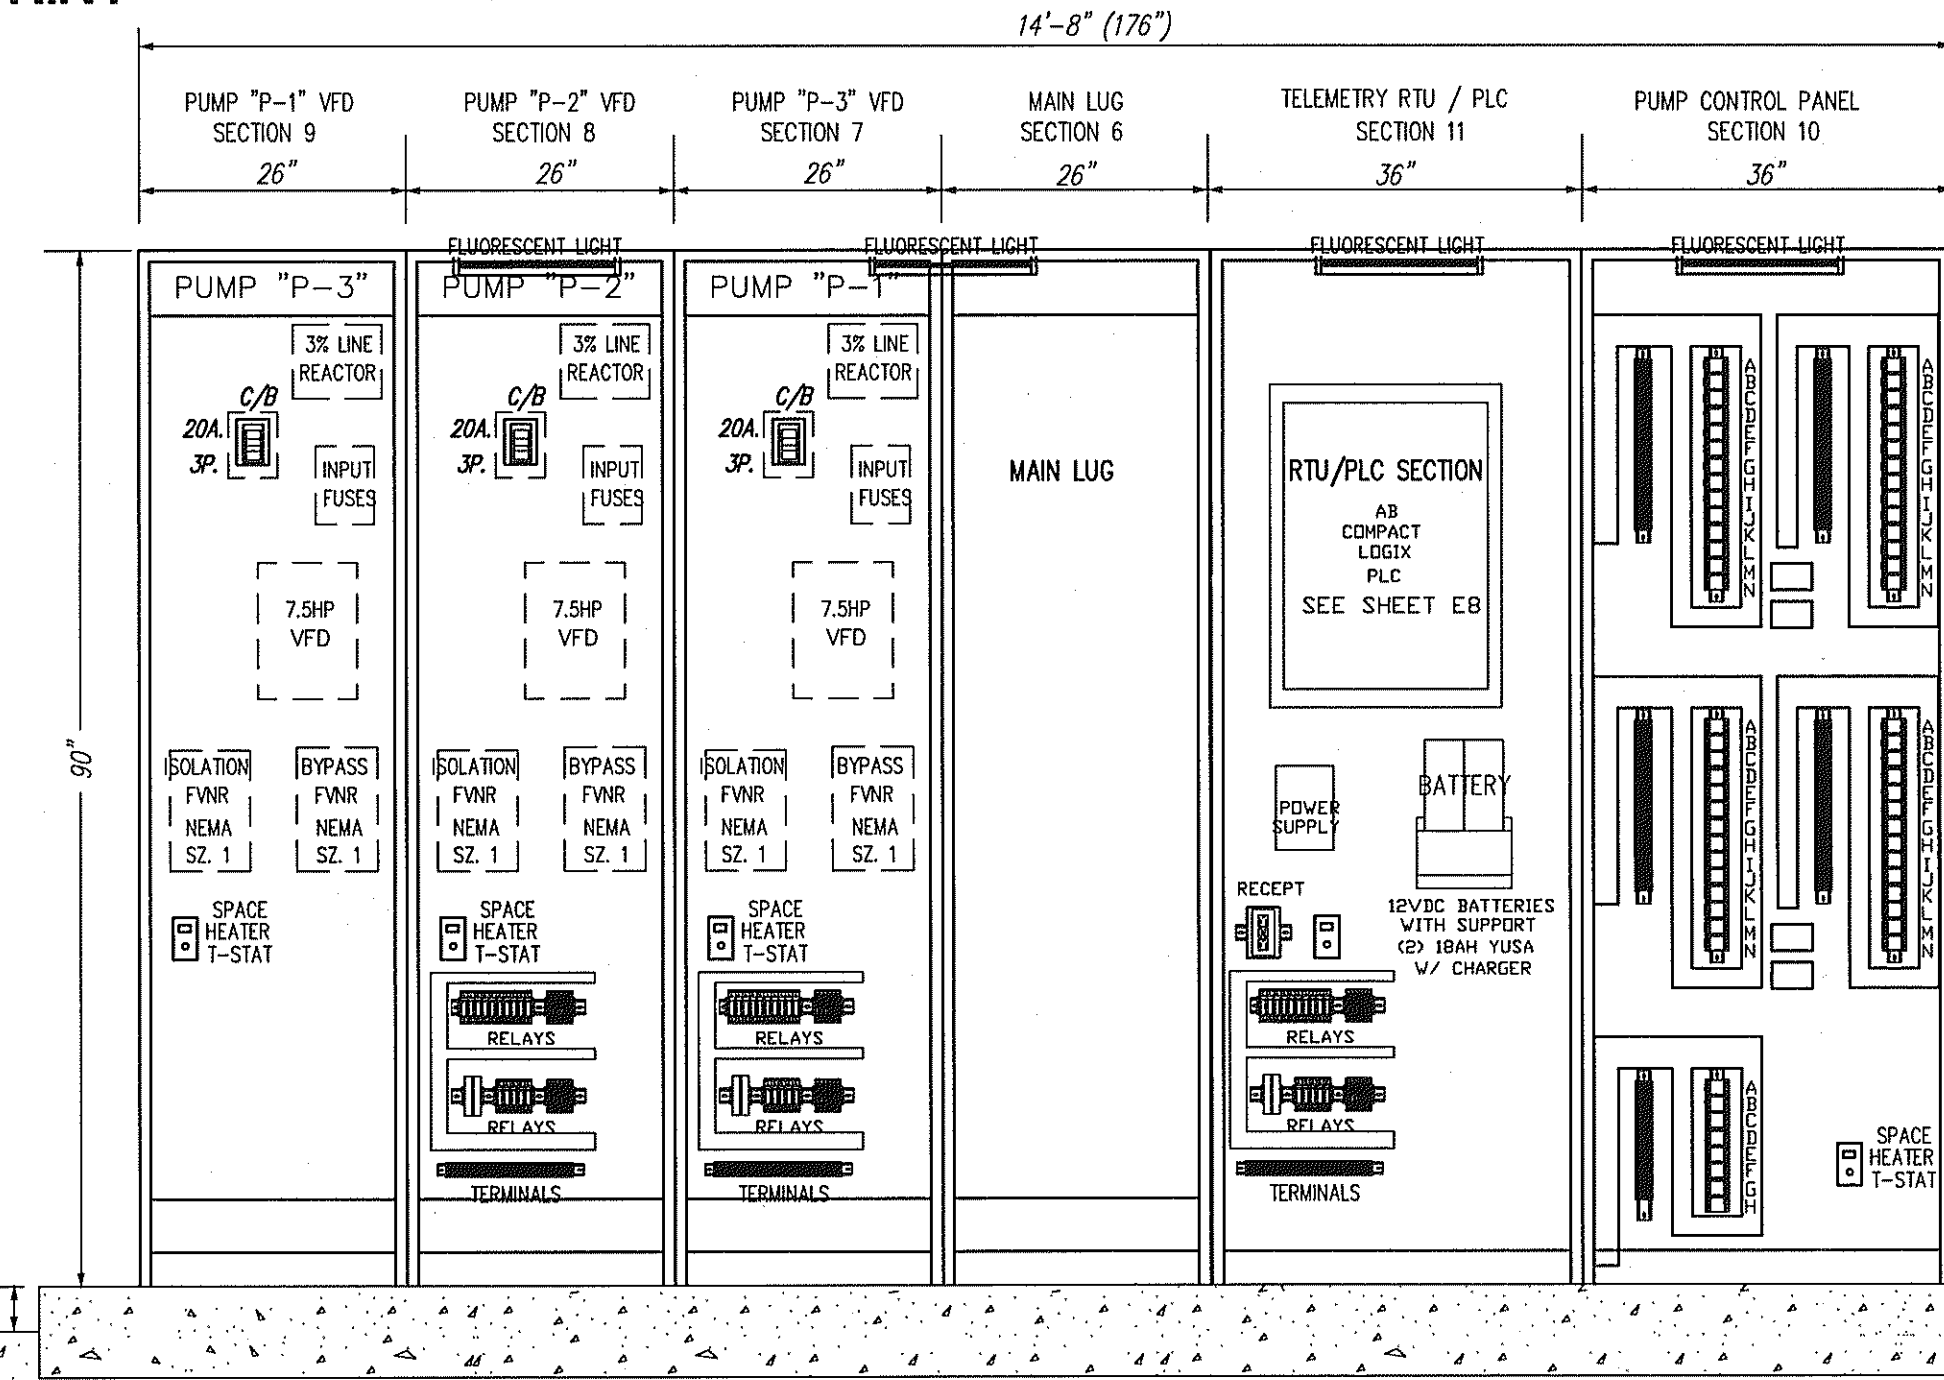 14'-8" (176")
PUMP "P-1" VFD
SECTION 9
26"
PUMP "P-2" VFD
SECTION 8
26"
PUMP "P-3" VFD
SECTION 7
26"
MAIN LUG
SECTION 6
26"
TELEMETRY RTU / PLC
SECTION 11
36"
PUMP CONTROL PANEL
SECTION 10
36"
90"
PUMP "P-3"
3% LINE
REACTOR
C/B
20A.
3P.
INPUT
FUSES
7.5HP
VFD
ISOLATION
FVNR
NEMA
SZ. 1
BYPASS
FVNR
NEMA
SZ. 1
SPACE
HEATER
T-STAT
FLUORESCENT LIGHT
PUMP "P-2"
3% LINE
REACTOR
C/B
20A.
3P.
INPUT
FUSES
7.5HP
VFD
ISOLATION
FVNR
NEMA
SZ. 1
BYPASS
FVNR
NEMA
SZ. 1
SPACE
HEATER
T-STAT
RELAYS
RELAYS
TERMINALS
FLUORESCENT LIGHT
PUMP "P-1"
3% LINE
REACTOR
C/B
20A.
3P.
INPUT
FUSES
7.5HP
VFD
ISOLATION
FVNR
NEMA
SZ. 1
BYPASS
FVNR
NEMA
SZ. 1
SPACE
HEATER
T-STAT
RELAYS
RELAYS
TERMINALS
MAIN LUG
FLUORESCENT LIGHT
RTU/PLC SECTION
AB
COMPACT
LOGIX
PLC
SEE SHEET E8
POWER
SUPPLY
BATTERY
RECEPT
12VDC BATTERIES
WITH SUPPORT
(2) 18AH YUSA
W/ CHARGER
RELAYS
RELAYS
TERMINALS
FLUORESCENT LIGHT
A
B
C
D
E
F
G
H
I
J
K
L
M
N
A
B
C
D
E
F
G
H
I
J
K
L
M
N
A
B
C
D
E
F
G
H
I
J
K
L
M
N
A
B
C
D
E
F
G
H
I
J
K
L
M
N
A
B
C
D
E
F
G
H
SPACE
HEATER
T-STAT